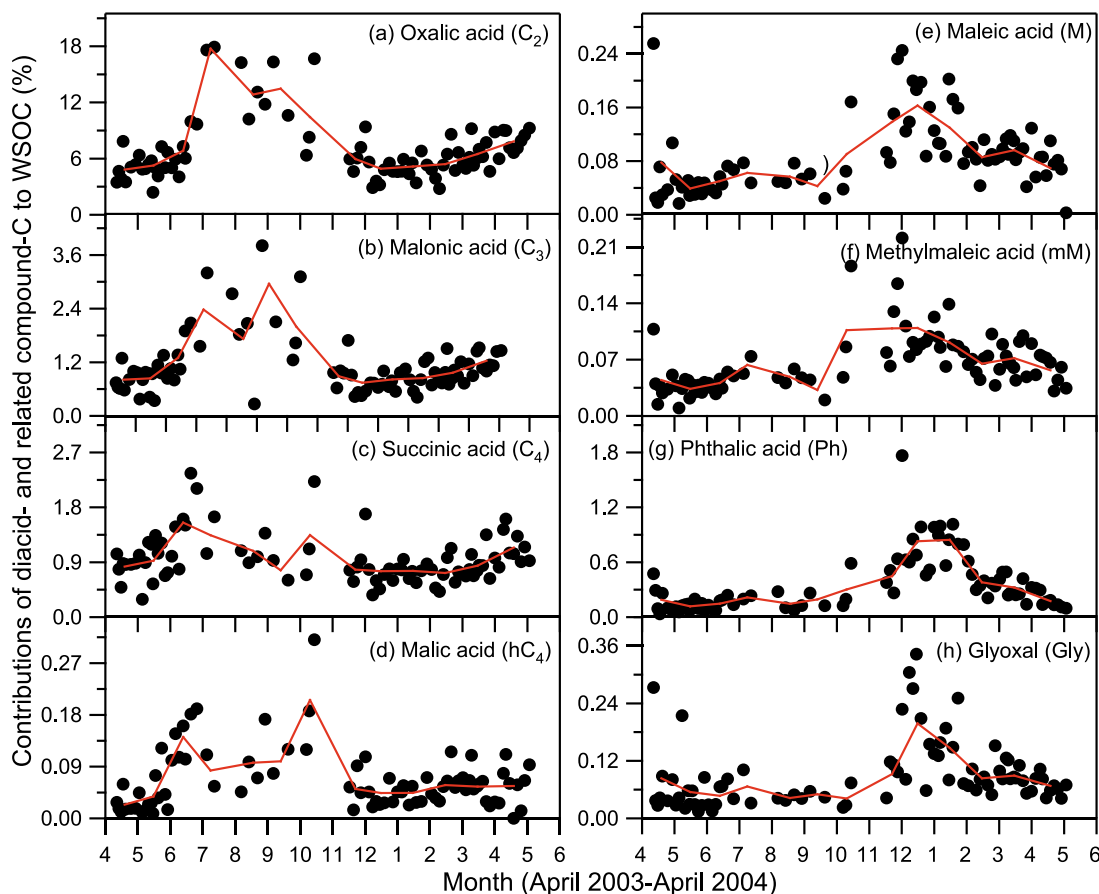 Contributions of diacid- and related compound-C to WSOC (%)
(a) Oxalic acid (C2)
18
12
6
0
(b) Malonic acid (C3)
3.6
2.4
1.2
0.0
(c) Succinic acid (C4)
2.7
1.8
0.9
0.0
(d) Malic acid (hC4)
0.27
0.18
0.09
0.00
4 5 6 7 8 9 10 11 12 1 2 3 4 5 6
(e) Maleic acid (M)
0.24
0.16
0.08
0.00
)
(f) Methylmaleic acid (mM)
0.21
0.14
0.07
0.00
(g) Phthalic acid (Ph)
1.8
1.2
0.6
0.0
(h) Glyoxal (Gly)
0.36
0.24
0.12
0.00
4 5 6 7 8 9 10 11 12 1 2 3 4 5 6
Month (April 2003-April 2004)